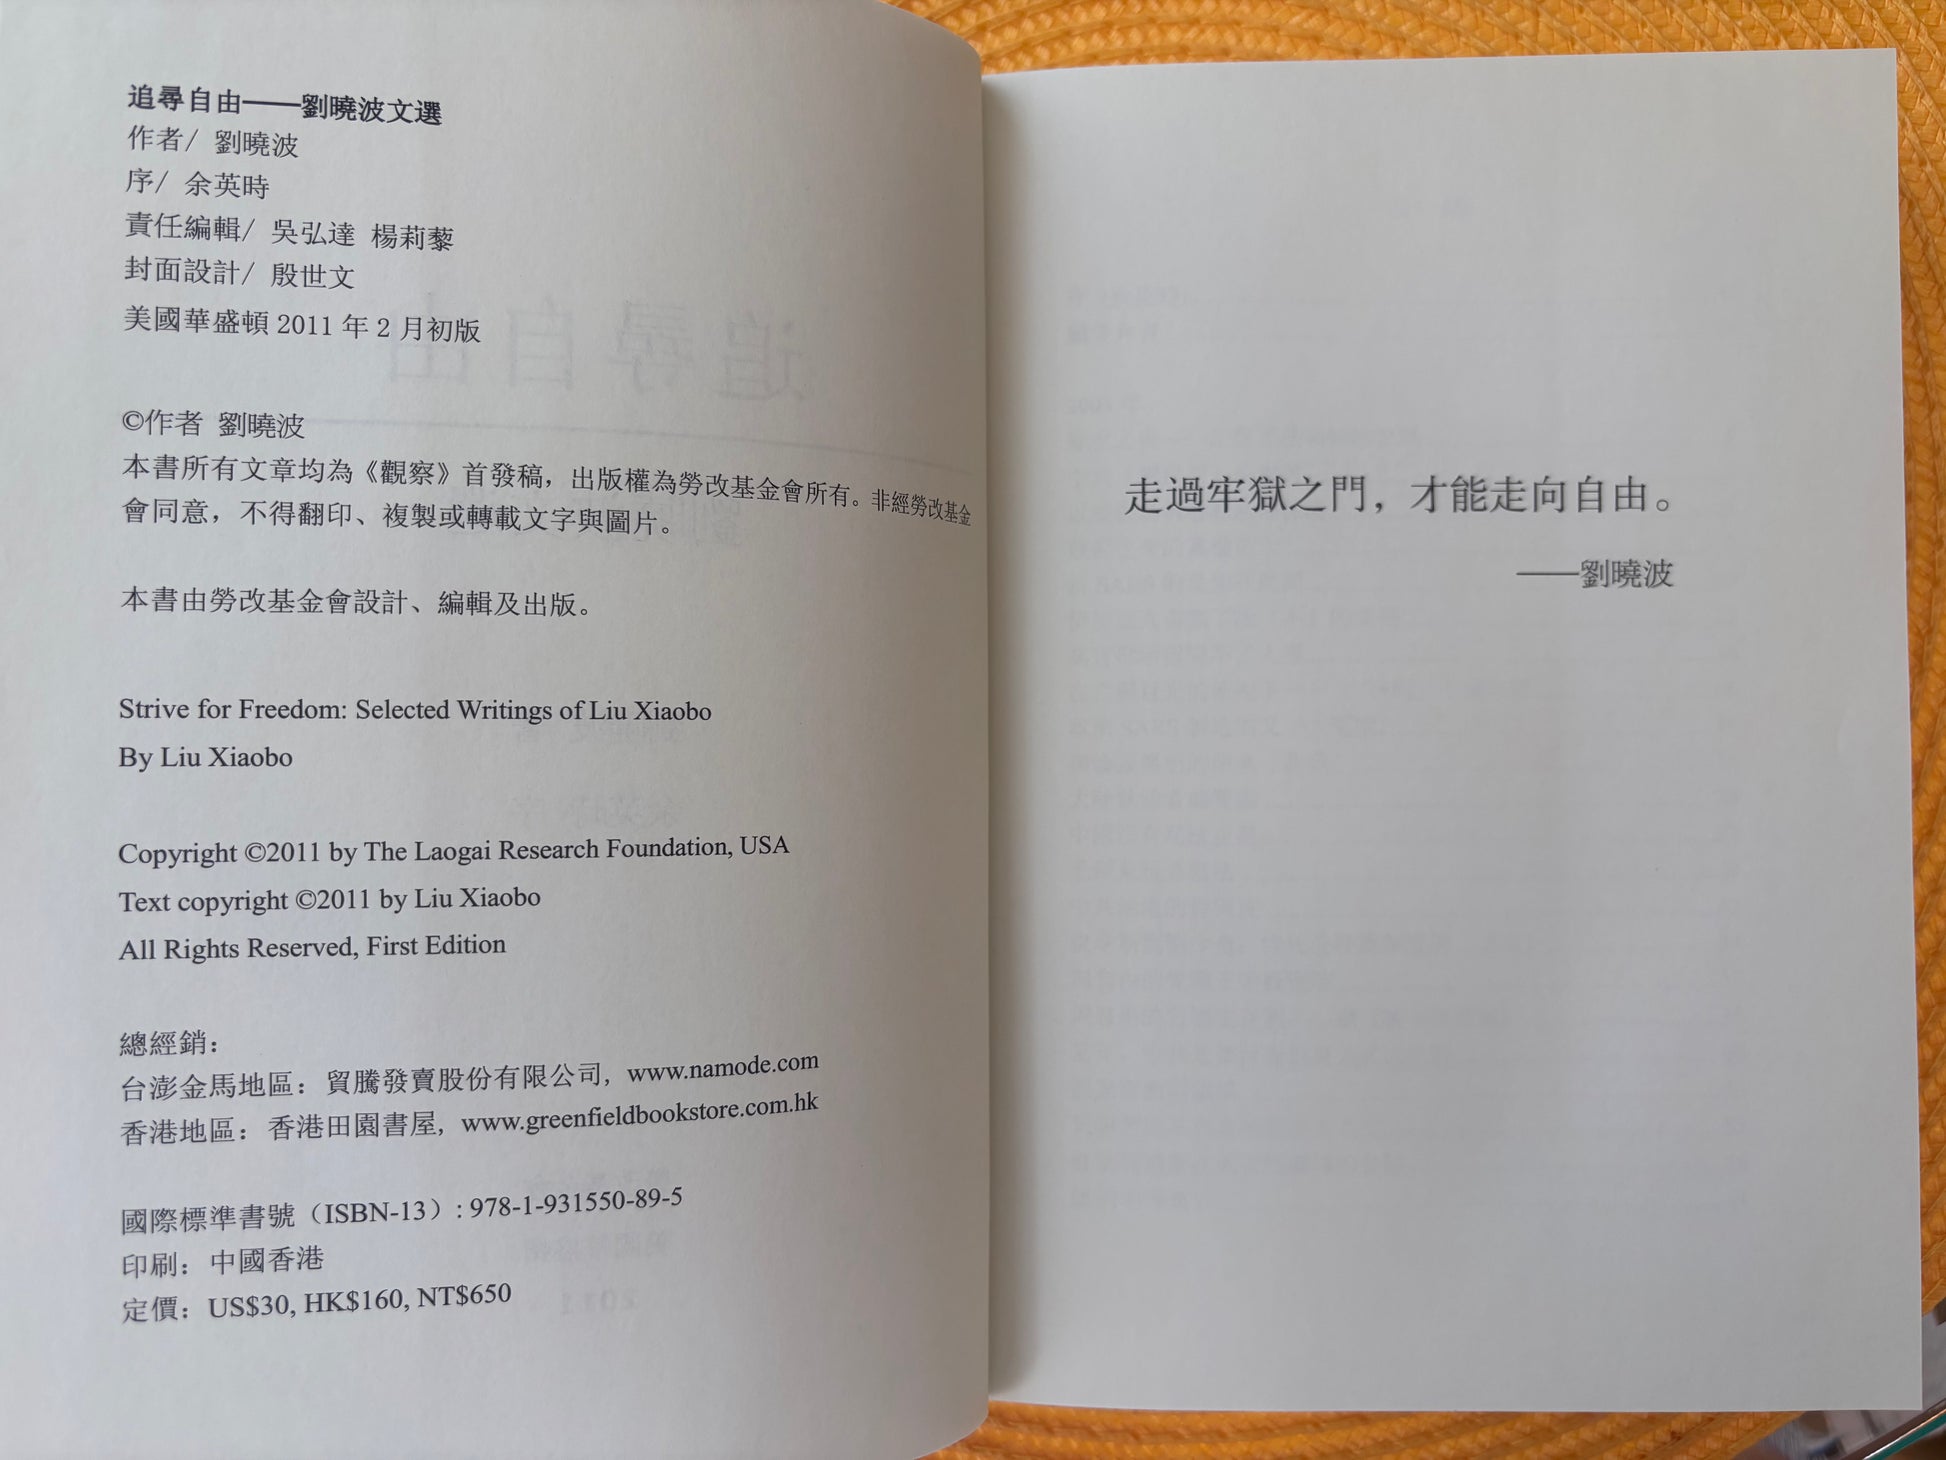 追尋自由——劉曉波文選
作者/ 劉曉波
序/ 余英時
責任編輯/ 吳弘達 楊莉藜
封面設計/ 殷世文
美國華盛頓 2011 年 2 月初版
©作者 劉曉波
本書所有文章均為《觀察》首發稿，出版權為勞改基金會所有。非經勞改基金
會同意，不得翻印、複製或轉載文字與圖片。
本書由勞改基金會設計、編輯及出版。
Strive for Freedom: Selected Writings of Liu Xiaobo
By Liu Xiaobo
Copyright ©2011 by The Laogai Research Foundation, USA
Text copyright ©2011 by Liu Xiaobo
All Rights Reserved, First Edition
總經銷：
台澎金馬地區：貿騰發賣股份有限公司, www.namode.com
香港地區：香港田園書屋, www.greenfieldbookstore.com.hk
國際標準書號（ISBN-13）: 978-1-931550-89-5
印刷：中國香港
定價：US$30, HK$160, NT$650
走過牢獄之門，才能走向自由。
——劉曉波